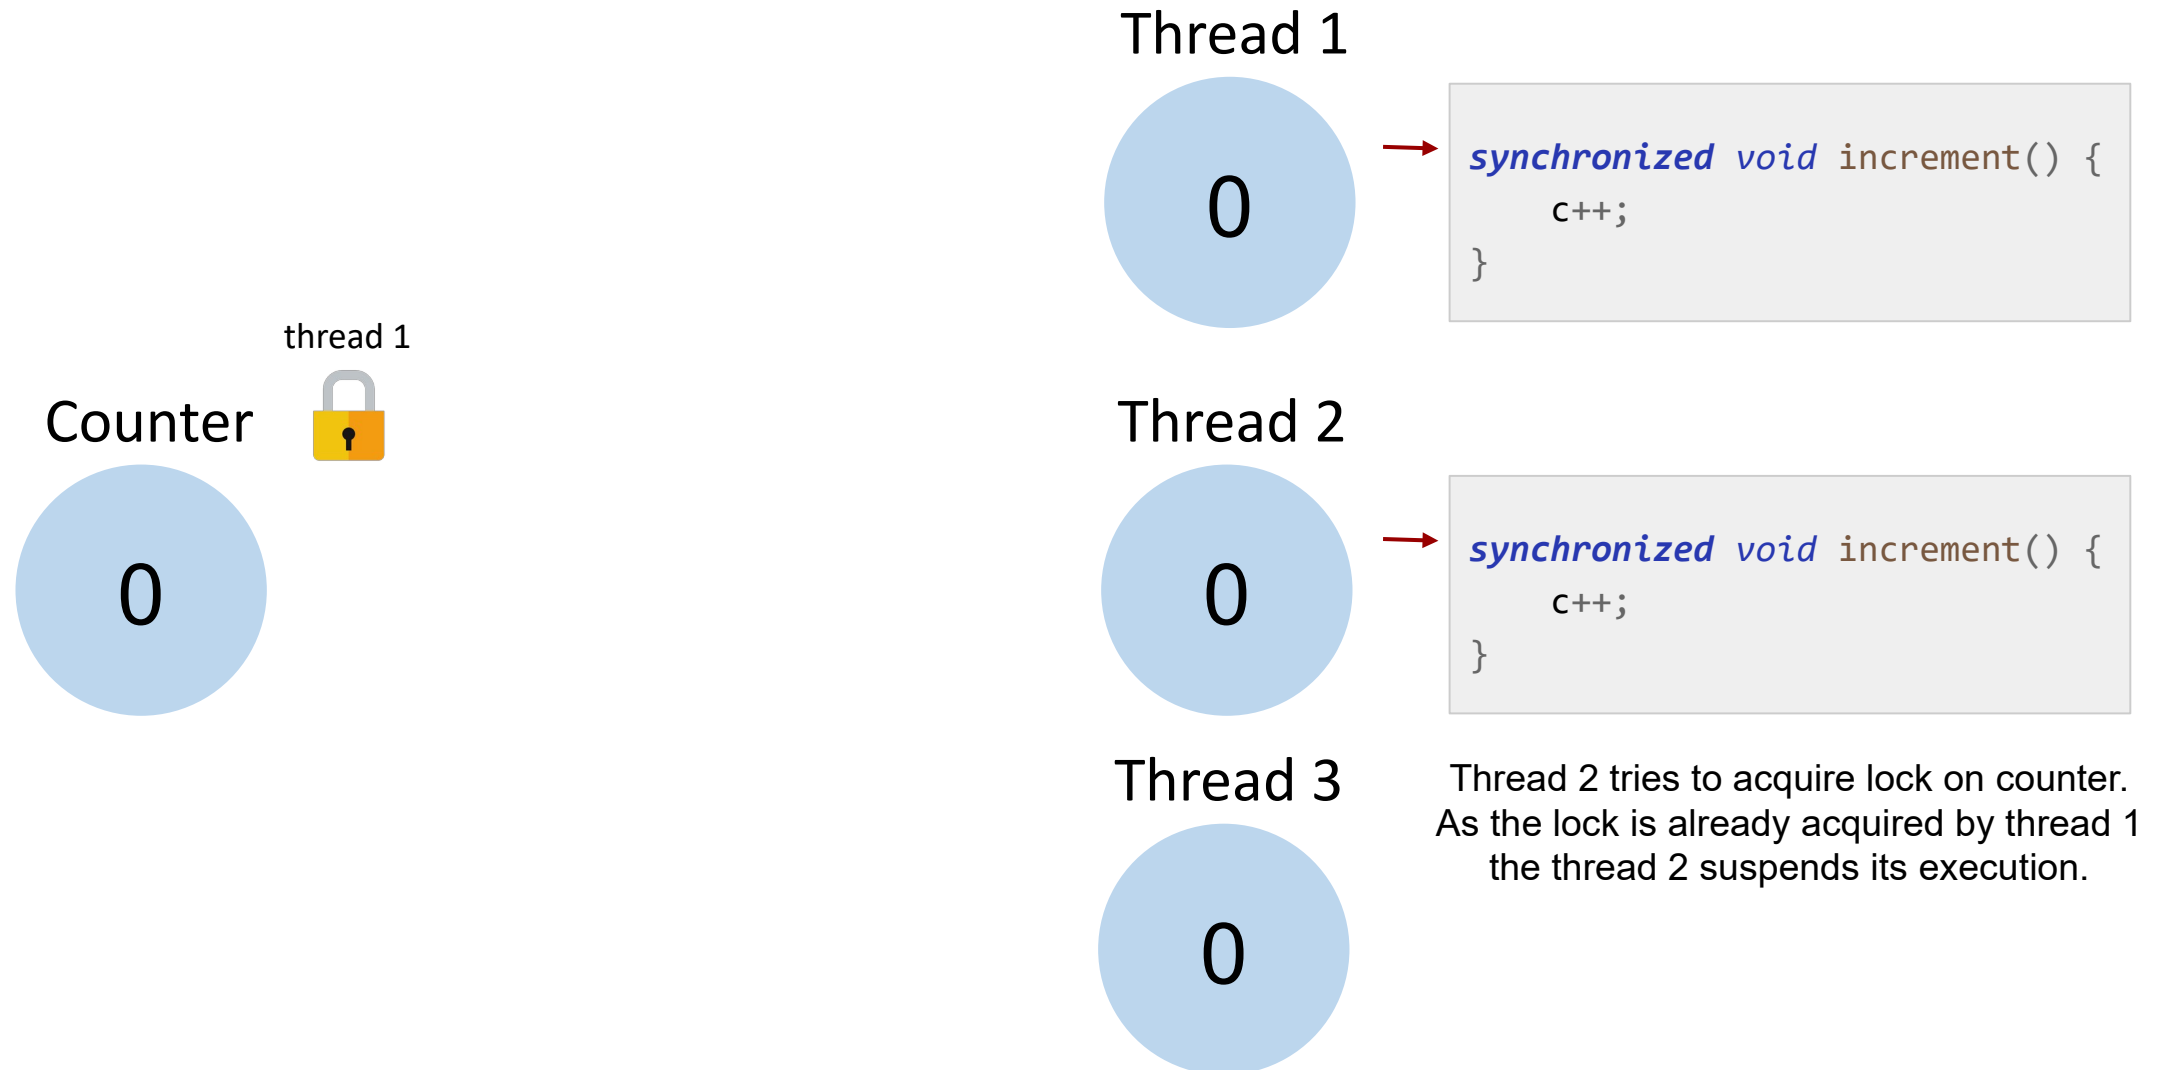 Thread 1
0
synchronized void increment() {
    c++;
}
thread 1
Counter
0
Thread 2
0
synchronized void increment() {
    c++;
}
Thread 3
0
Thread 2 tries to acquire lock on counter.
As the lock is already acquired by thread 1
the thread 2 suspends its execution.